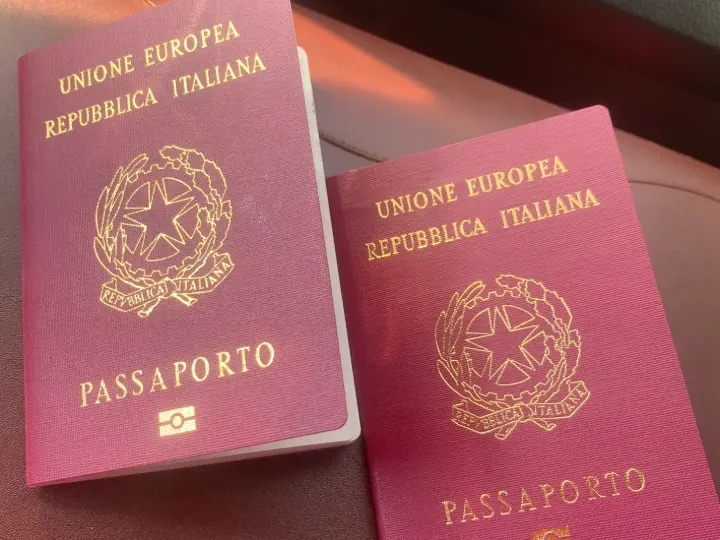 UNIONE EUROPEA
REPUBBLICA ITALIANA
REPVBBLICA ITALIANA
PASSAPORTO
UNIONE EUROPEA
REPUBBLICA ITALIANA
REPVBBLICA ITALIANA
PASSAPORTO